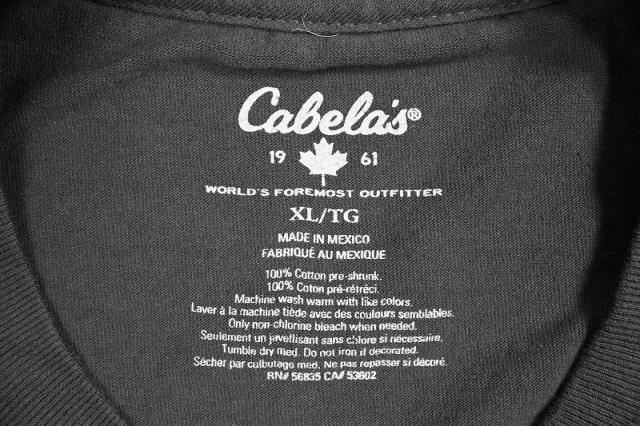 Cabela's®
19 61
WORLD'S FOREMOST OUTFITTER
XL/TG
MADE IN MEXICO
FABRIQUÉ AU MEXIQUE
100% Cotton pre-shrunk.
100% Coton pré-rétréci.
Machine wash warm with like colors.
Laver à la machine tiède avec des couleurs semblables.
Only non-chlorine bleach when needed.
Seulement un javellisant sans chlore si nécessaire.
Tumble dry med. Do not iron if decorated.
Sécher par culbutage med. Ne pas repasser si décoré.
RN# 56835 CA# 53602